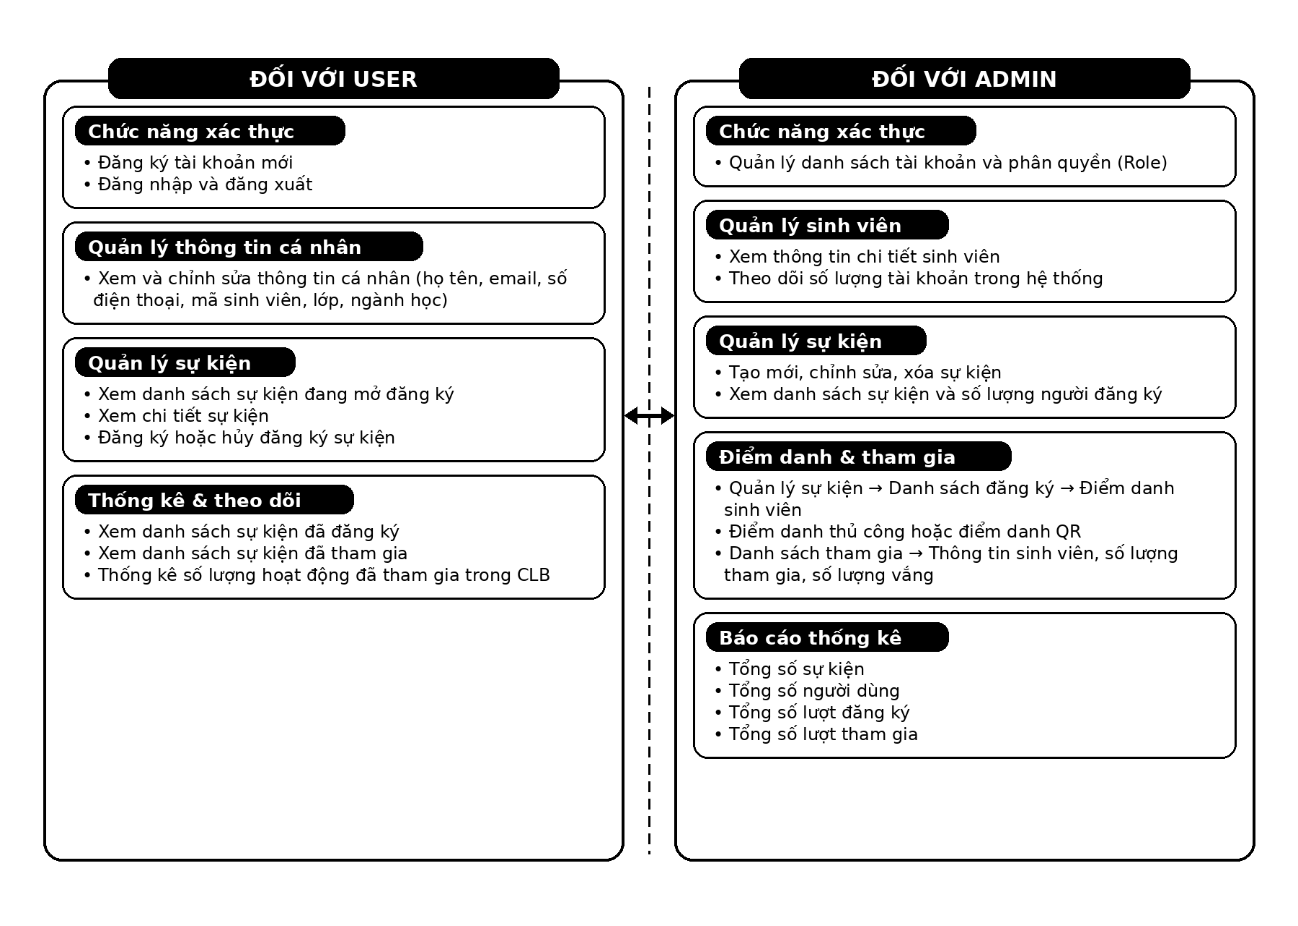 ĐỐI VỚI USER
Chức năng xác thực
• Đăng ký tài khoản mới
• Đăng nhập và đăng xuất
Quản lý thông tin cá nhân
• Xem và chỉnh sửa thông tin cá nhân (họ tên, email, số
điện thoại, mã sinh viên, lớp, ngành học)
Quản lý sự kiện
• Xem danh sách sự kiện đang mở đăng ký
• Xem chi tiết sự kiện
• Đăng ký hoặc hủy đăng ký sự kiện
Thống kê & theo dõi
• Xem danh sách sự kiện đã đăng ký
• Xem danh sách sự kiện đã tham gia
• Thống kê số lượng hoạt động đã tham gia trong CLB
ĐỐI VỚI ADMIN
Chức năng xác thực
• Quản lý danh sách tài khoản và phân quyền (Role)
Quản lý sinh viên
• Xem thông tin chi tiết sinh viên
• Theo dõi số lượng tài khoản trong hệ thống
Quản lý sự kiện
• Tạo mới, chỉnh sửa, xóa sự kiện
• Xem danh sách sự kiện và số lượng người đăng ký
Điểm danh & tham gia
• Quản lý sự kiện → Danh sách đăng ký → Điểm danh
sinh viên
• Điểm danh thủ công hoặc điểm danh QR
• Danh sách tham gia → Thông tin sinh viên, số lượng
tham gia, số lượng vắng
Báo cáo thống kê
• Tổng số sự kiện
• Tổng số người dùng
• Tổng số lượt đăng ký
• Tổng số lượt tham gia